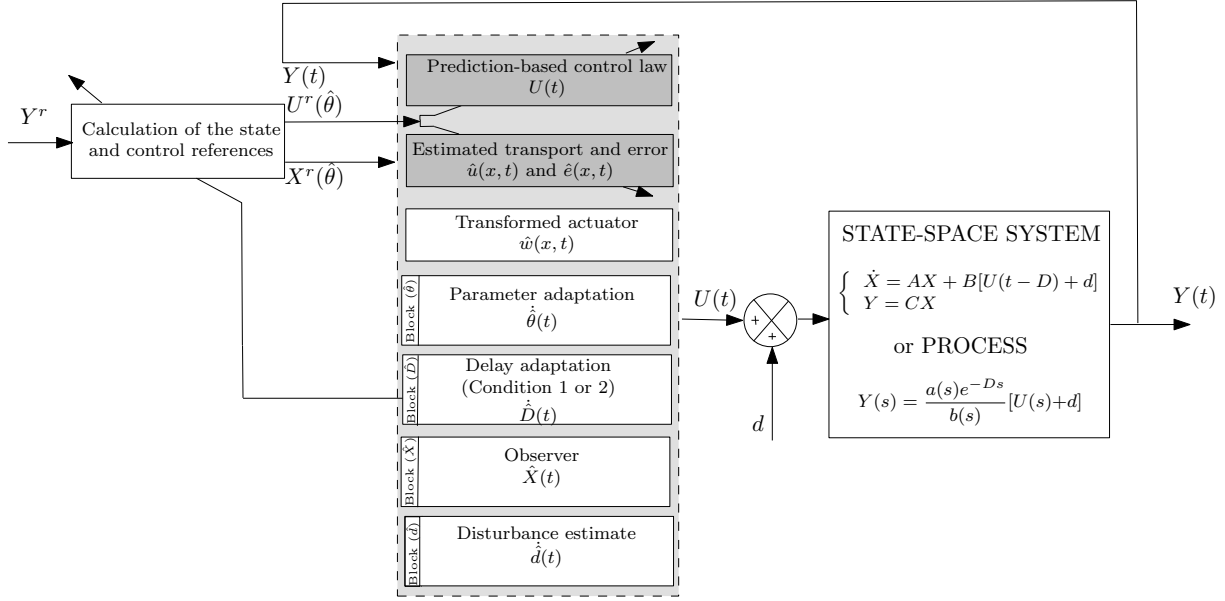 Y^r
Calculation of the state
and control references
Y(t)
U^r(θ̂)
X^r(θ̂)
Prediction-based control law
U(t)
Estimated transport and error
û(x, t) and ê(x, t)
Transformed actuator
ŵ(x, t)
Block (θ̂)
Parameter adaptation
θ̂̇(t)
Block (D̂)
Delay adaptation
(Condition 1 or 2)
D̂̇(t)
Block (X̂)
Observer
X̂(t)
Block (d̂)
Disturbance estimate
d̂̇(t)
U(t)
+
+
d
STATE-SPACE SYSTEM
{ Ẋ = AX + B[U(t − D) + d]
Y = CX
or PROCESS
Y(s) = a(s)e^{−Ds} / b(s) [U(s)+d]
Y(t)